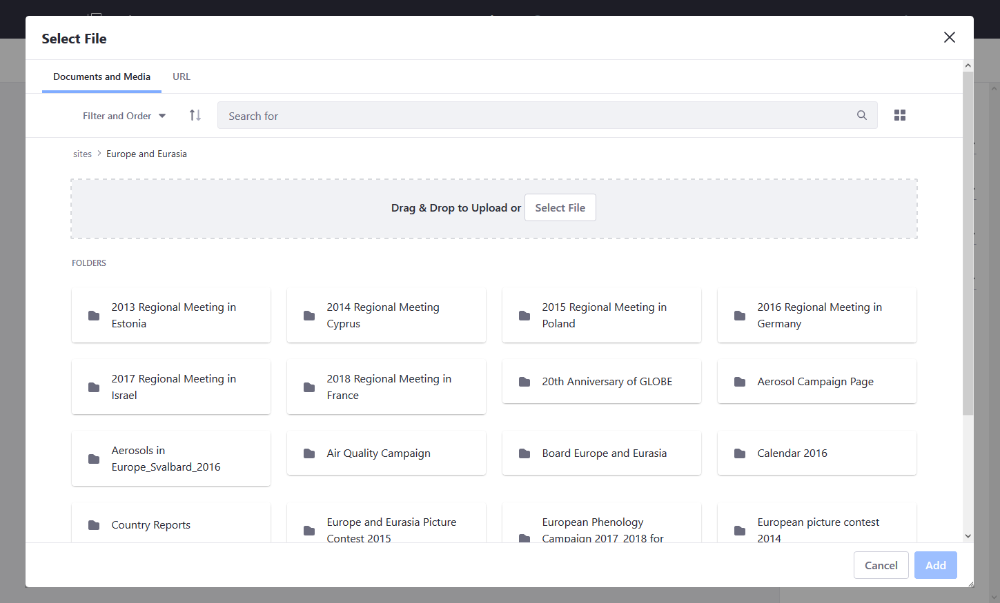 Select File
Documents and Media
URL
Filter and Order
Search for
sites
Europe and Eurasia
Drag & Drop to Upload or
Select File
FOLDERS
2013 Regional Meeting in
Estonia
2014 Regional Meeting
Cyprus
2015 Regional Meeting in
Poland
2016 Regional Meeting in
Germany
2017 Regional Meeting in
Israel
2018 Regional Meeting in
France
20th Anniversary of GLOBE
Aerosol Campaign Page
Aerosols in
Europe_Svalbard_2016
Air Quality Campaign
Board Europe and Eurasia
Calendar 2016
Country Reports
Europe and Eurasia Picture
Contest 2015
European Phenology
Campaign 2017_2018 for
European picture contest
2014
Cancel
Add